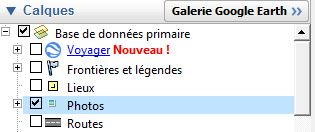 Calques Galerie Google Earth >>
Base de données primaire
Voyager Nouveau !
Frontières et légendes
Lieux
Photos
Routes